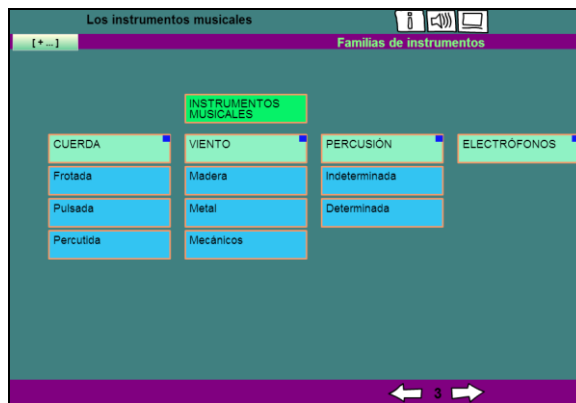 Los instrumentos musicales
[+...]
Familias de instrumentos
INSTRUMENTOS
MUSICALES
CUERDA
VIENTO
PERCUSIÓN
ELECTRÓFONOS
Frotada
Madera
Indeterminada
Pulsada
Metal
Determinada
Percutida
Mecánicos
3